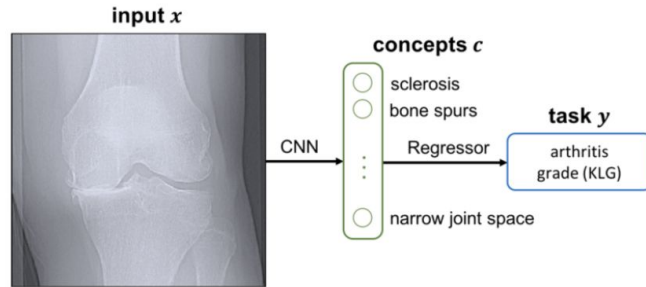 input x
concepts c
sclerosis
bone spurs
task y
CNN
Regressor
arthritis
grade (KLG)
narrow joint space